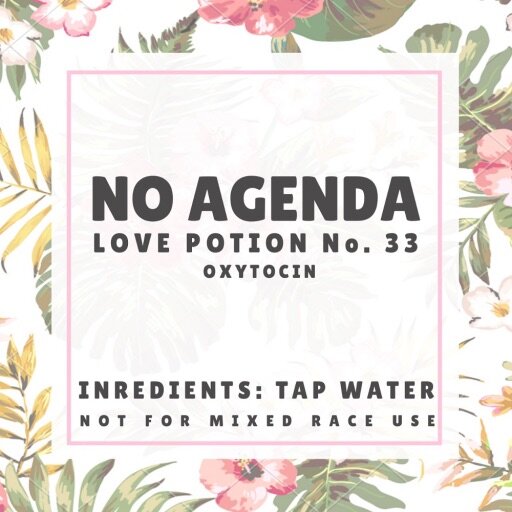 NO AGENDA
LOVE POTION No. 33
OXYTOCIN
INREDIENTS: TAP WATER
NOT FOR MIXED RACE USE